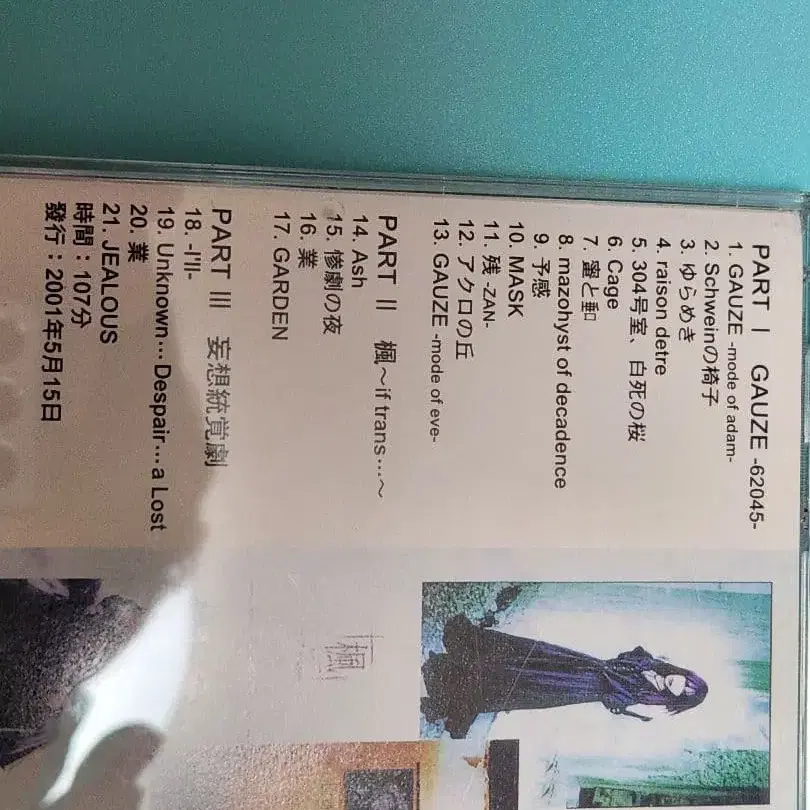 PART Ⅰ GAUZE -62045-
1. GAUZE -mode of adam-
2. Schweinの椅子
3. ゆらめき
4. raison detre
5. 304号室、白死の桜
6. Cage
7. 蜜と唾
8. mazohyst of decadence
9. 予感
10. MASK
11. 残 -ZAN-
12. アクロの丘
13. GAUZE -mode of eve-
PART Ⅱ 楓～if trans…～
14. Ash
15. 惨劇の夜
16. 業
17. GARDEN
PART Ⅲ 妄想統覚劇
18. -I'll-
19. Unknown…Despair…a Lost
20. 業
21. JEALOUS
時間：107分
發行：2001年5月15日
楓